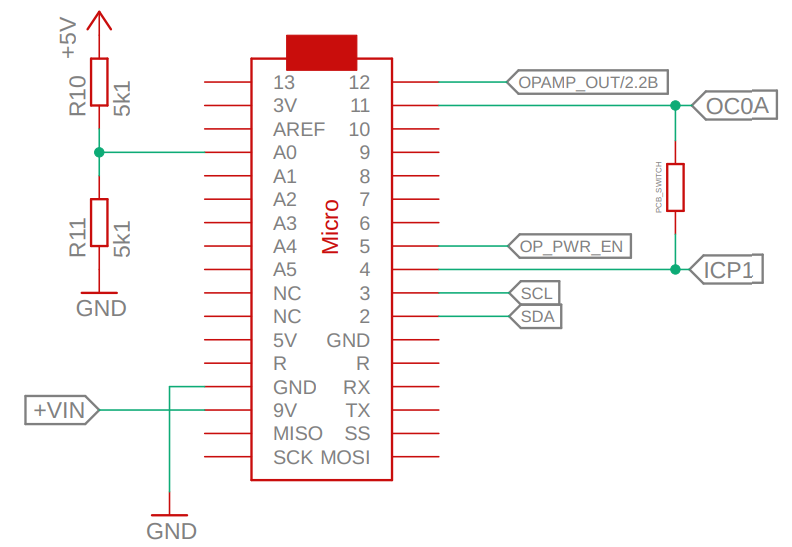 +5V
R10
5k1
R11
5k1
GND
+VIN
GND
Micro
13 12
3V 11
AREF 10
A0 9
A1 8
A2 7
A3 6
A4 5
A5 4
NC 3
NC 2
5V GND
R R
GND RX
9V TX
MISO SS
SCK MOSI
OPAMP_OUT/2.2B
OC0A
PCB_SWITCH
OP_PWR_EN
ICP1
SCL
SDA